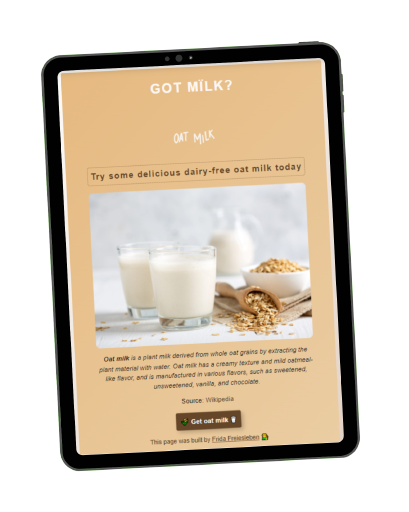 GOT MÏLK?
OAT MILK
Try some delicious dairy-free oat milk today
Oat milk is a plant milk derived from whole oat grains by extracting the
plant material with water. Oat milk has a creamy texture and mild oatmeal-
like flavor, and is manufactured in various flavors, such as sweetened,
unsweetened, vanilla, and chocolate.
Source: Wikipedia
Get oat milk 🥛
This page was built by Frida Freiesleben